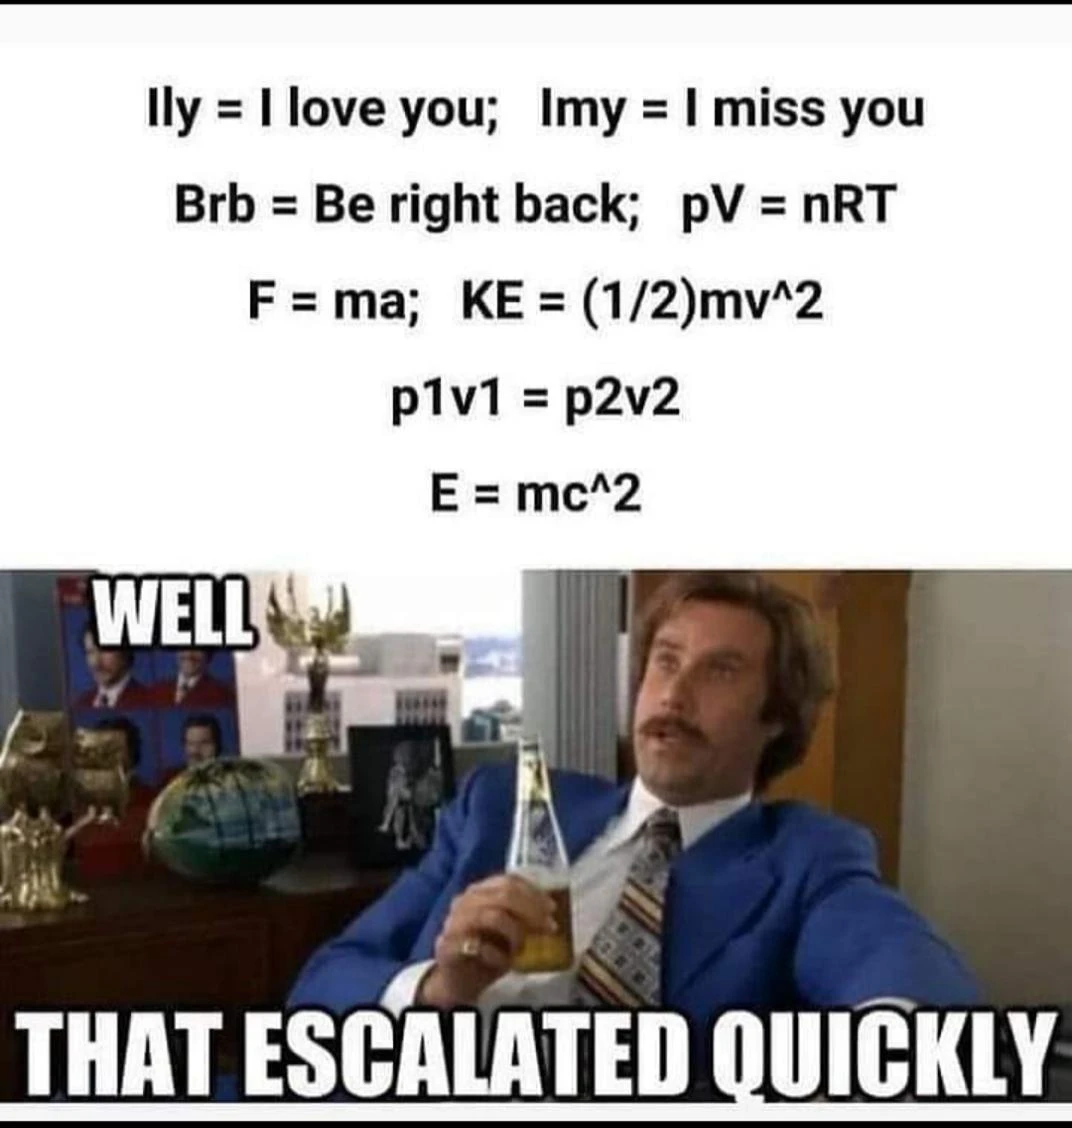 Ily = I love you; Imy = I miss you
Brb = Be right back; pV = nRT
F = ma; KE = (1/2)mv^2
p1v1 = p2v2
E = mc^2
WELL
THAT ESCALATED QUICKLY